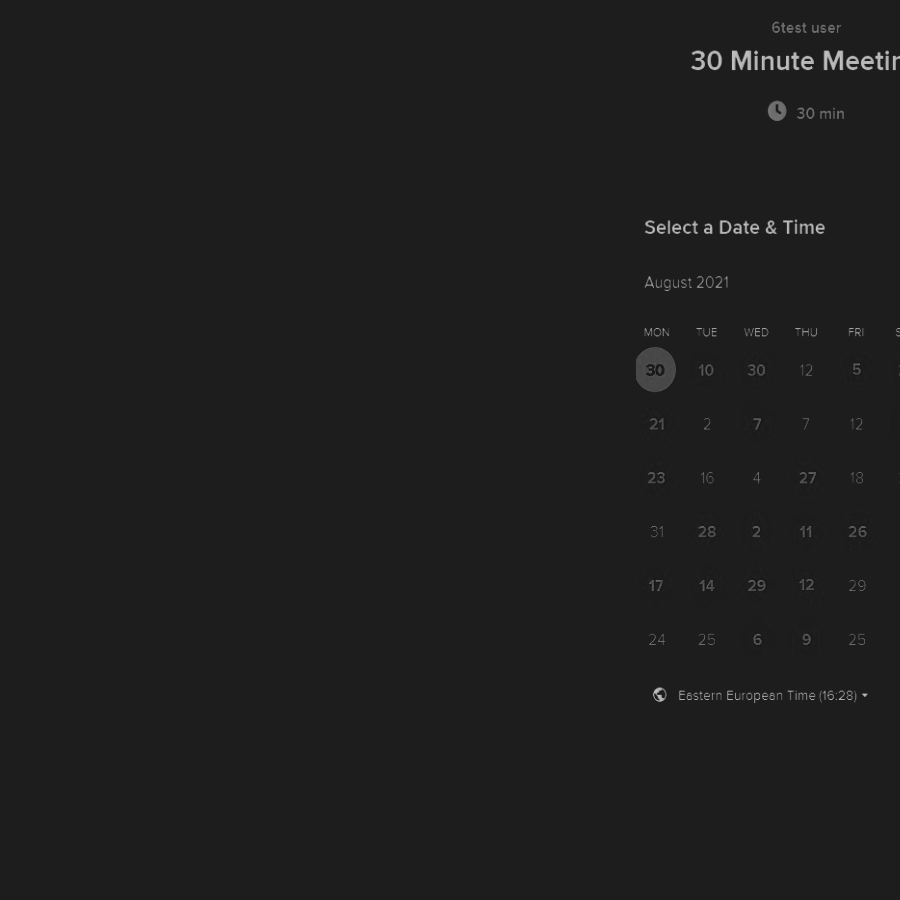 6test user
30 Minute Meetin
30 min
Select a Date & Time
August 2021
MON TUE WED THU FRI S
30 10 30 12 5
21 2 7 7 12
23 16 4 27 18
31 28 2 11 26
17 14 29 12 29
24 25 6 9 25
Eastern European Time (16:28)